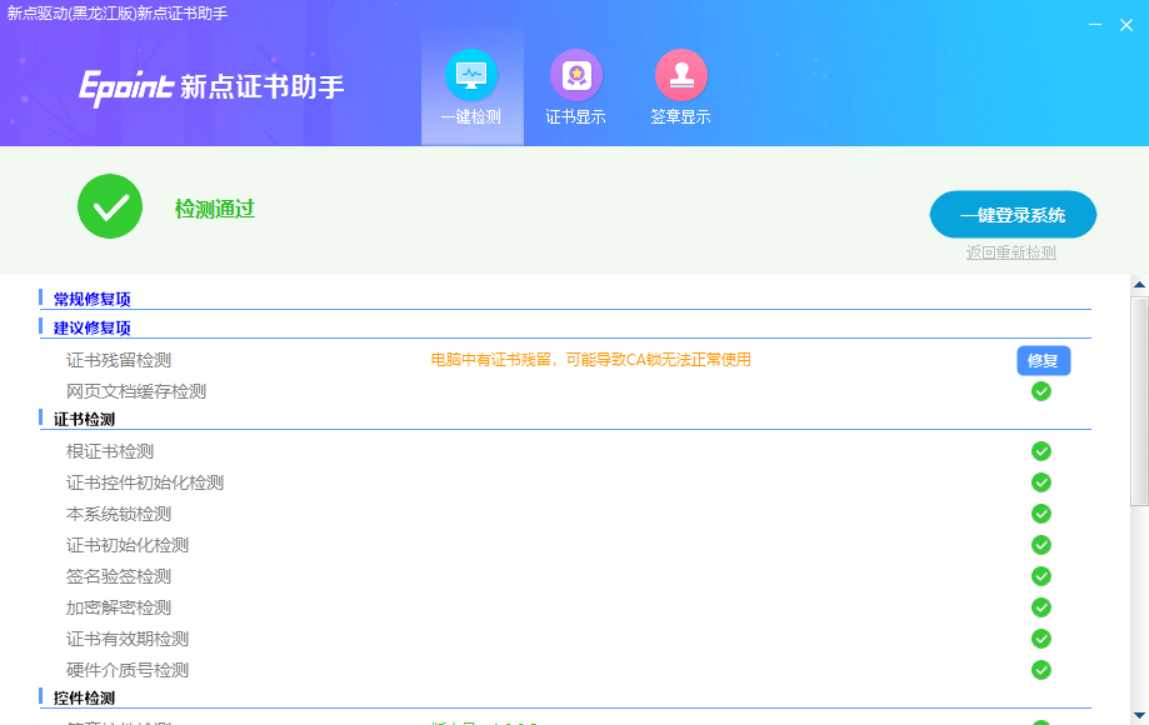 新点驱动(黑龙江版)新点证书助手
Epoint 新点证书助手
一键检测
证书显示
签章显示
检测通过
一键登录系统
返回重新检测
常规修复项
建议修复项
证书残留检测 电脑中有证书残留，可能导致CA锁无法正常使用 修复
网页文档缓存检测
证书检测
根证书检测
证书控件初始化检测
本系统锁检测
证书初始化检测
签名验签检测
加密解密检测
证书有效期检测
硬件介质号检测
控件检测